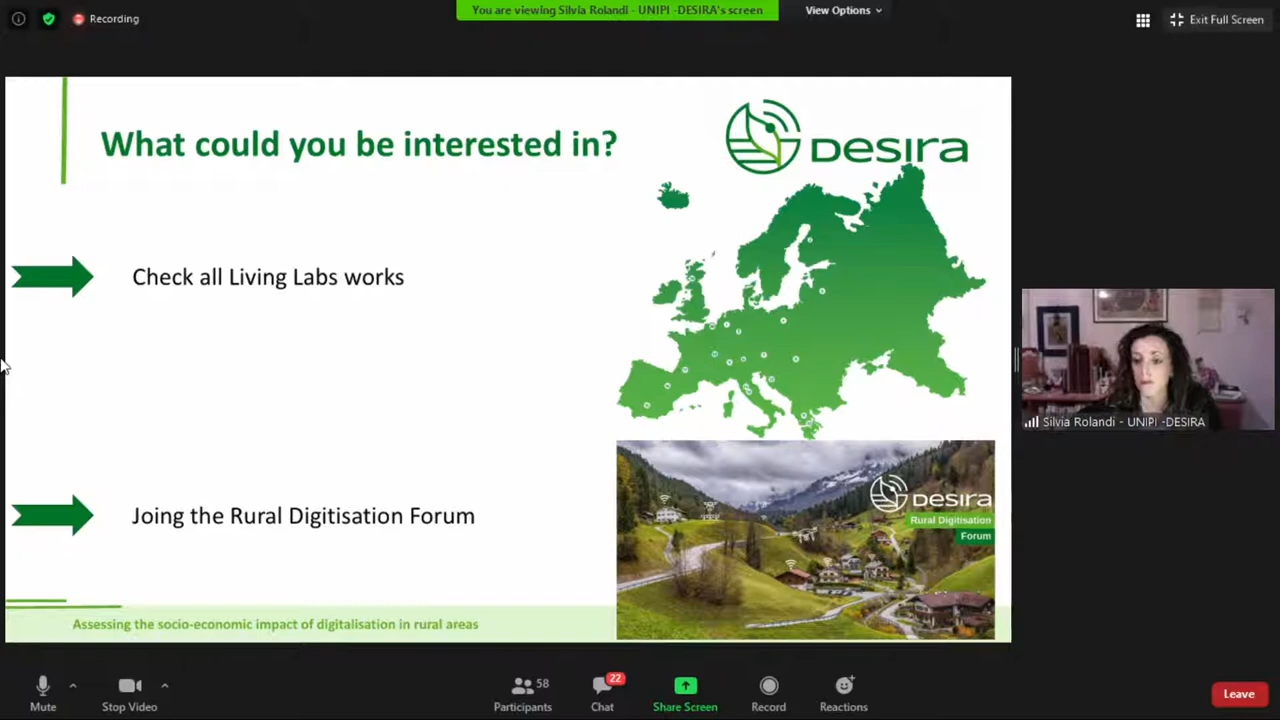 Recording
You are viewing Silvia Rolandi - UNIPI -DESIRA's screen
View Options
Exit Full Screen
What could you be interested in?
DESIRA
Check all Living Labs works
Joing the Rural Digitisation Forum
DESIRA
Rural Digitisation
Forum
Assessing the socio-economic impact of digitalisation in rural areas
Silvia Rolandi - UNIPI -DESIRA
Mute
Stop Video
58
Participants
22
Chat
Share Screen
Record
Reactions
Leave